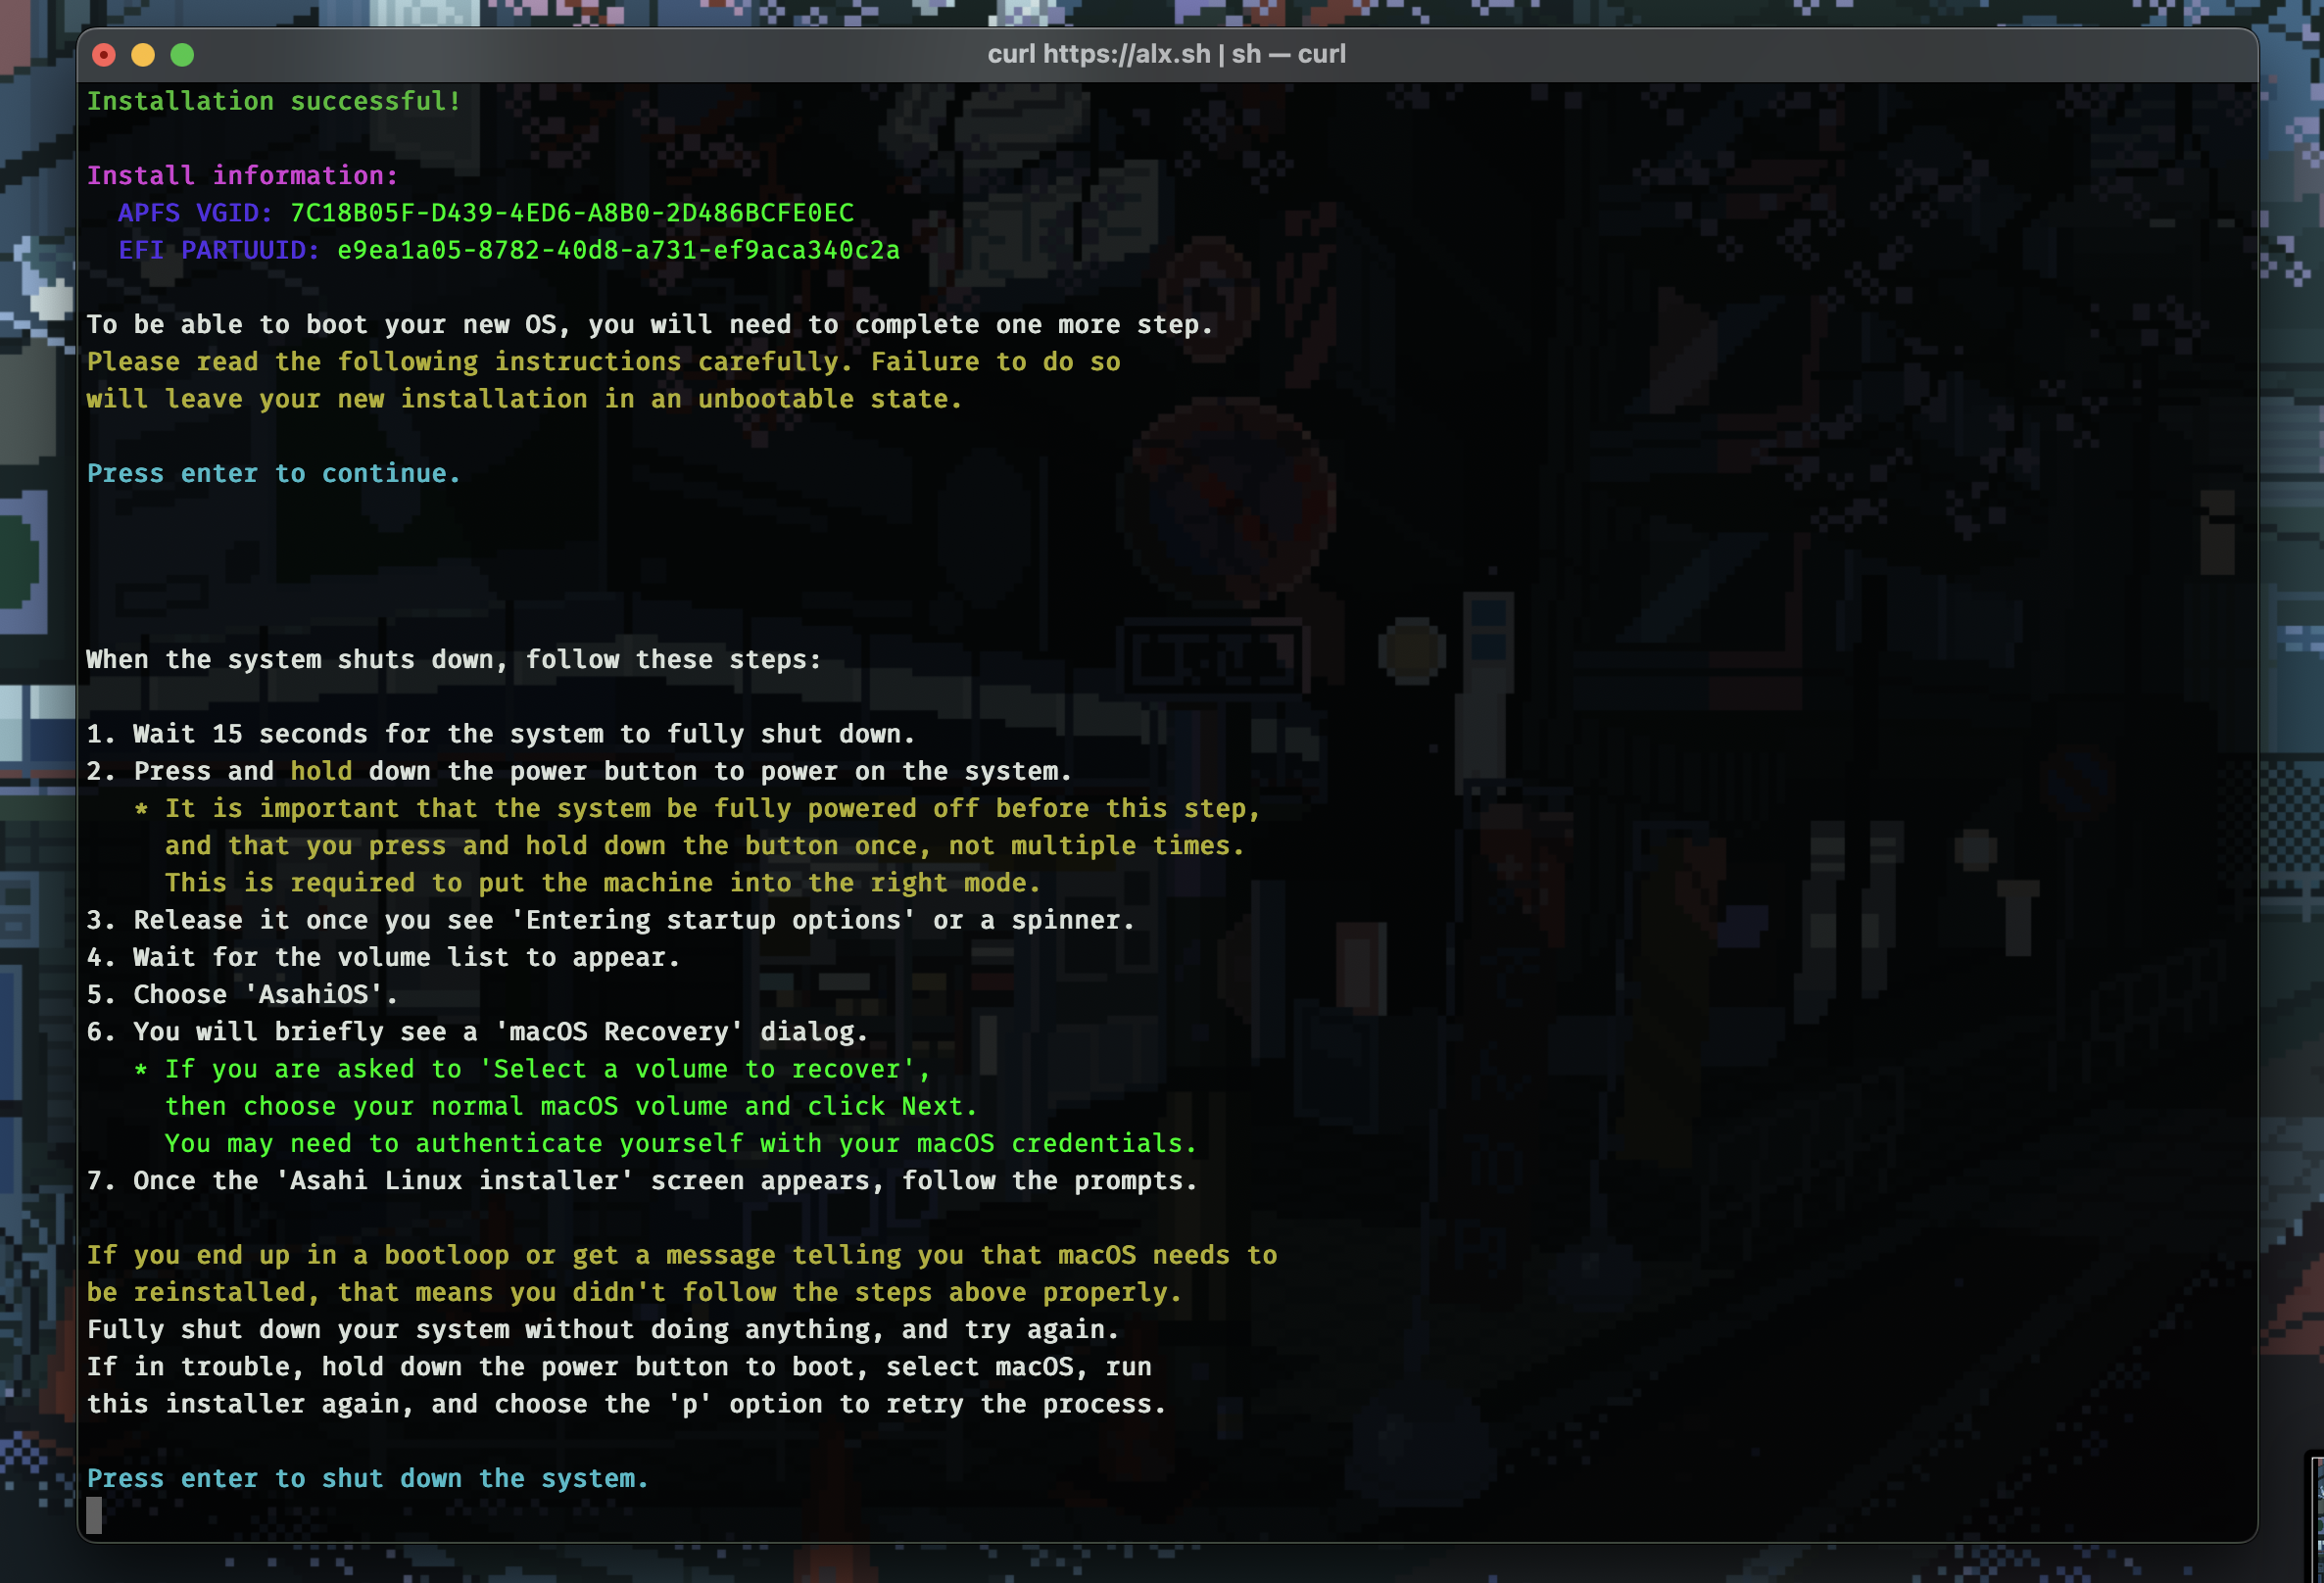 curl https://alx.sh | sh — curl
Installation successful!
Install information:
APFS VGID: 7C18B05F-D439-4ED6-A8B0-2D486BCFE0EC
EFI PARTUUID: e9ea1a05-8782-40d8-a731-ef9aca340c2a
To be able to boot your new OS, you will need to complete one more step.
Please read the following instructions carefully. Failure to do so
will leave your new installation in an unbootable state.
Press enter to continue.
When the system shuts down, follow these steps:
1. Wait 15 seconds for the system to fully shut down.
2. Press and hold down the power button to power on the system.
* It is important that the system be fully powered off before this step,
and that you press and hold down the button once, not multiple times.
This is required to put the machine into the right mode.
3. Release it once you see 'Entering startup options' or a spinner.
4. Wait for the volume list to appear.
5. Choose 'AsahiOS'.
6. You will briefly see a 'macOS Recovery' dialog.
* If you are asked to 'Select a volume to recover',
then choose your normal macOS volume and click Next.
You may need to authenticate yourself with your macOS credentials.
7. Once the 'Asahi Linux installer' screen appears, follow the prompts.
If you end up in a bootloop or get a message telling you that macOS needs to
be reinstalled, that means you didn't follow the steps above properly.
Fully shut down your system without doing anything, and try again.
If in trouble, hold down the power button to boot, select macOS, run
this installer again, and choose the 'p' option to retry the process.
Press enter to shut down the system.